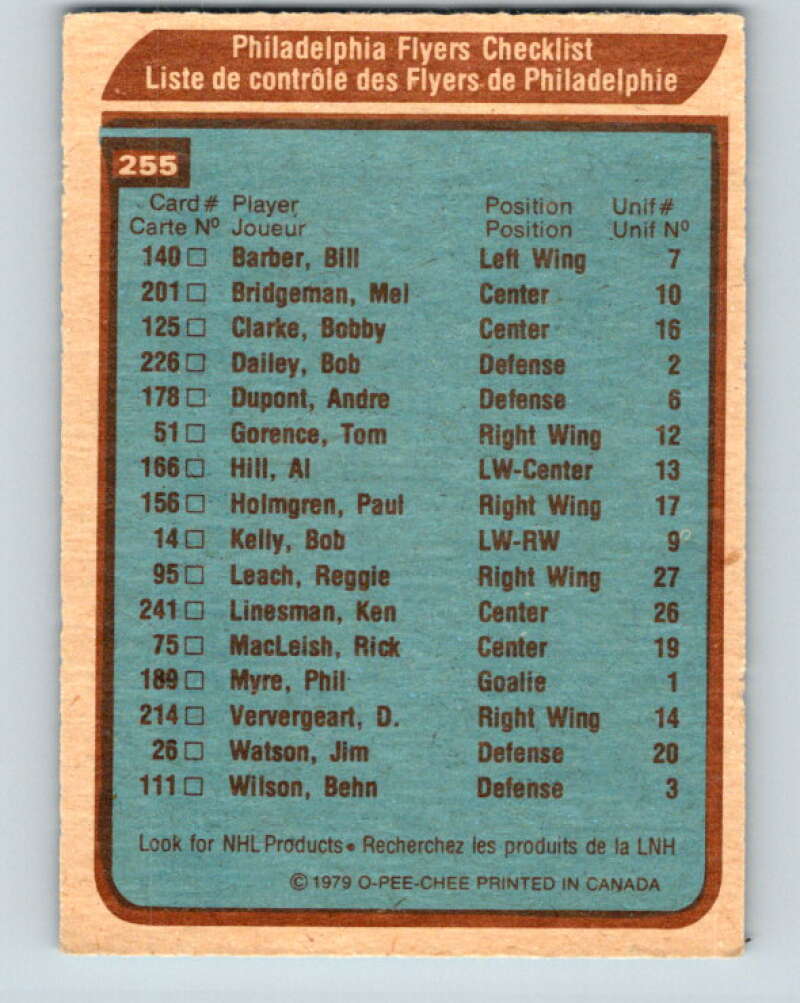 Philadelphia Flyers Checklist
Liste de contrôle des Flyers de Philadelphie
255
Card # Player Position Unif #
Carte Nº Joueur Position Unif Nº
140 □ Barber, Bill Left Wing 7
201 □ Bridgeman, Mel Center 10
125 □ Clarke, Bobby Center 16
226 □ Dailey, Bob Defense 2
178 □ Dupont, Andre Defense 6
51 □ Gorence, Tom Right Wing 12
166 □ Hill, Al LW-Center 13
156 □ Holmgren, Paul Right Wing 17
14 □ Kelly, Bob LW-RW 9
95 □ Leach, Reggie Right Wing 27
241 □ Linesman, Ken Center 26
75 □ MacLeish, Rick Center 19
189 □ Myre, Phil Goalie 1
214 □ Ververgeart, D. Right Wing 14
26 □ Watson, Jim Defense 20
111 □ Wilson, Behn Defense 3
Look for NHL Products • Recherchez les produits de la LNH
© 1979 O-PEE-CHEE PRINTED IN CANADA